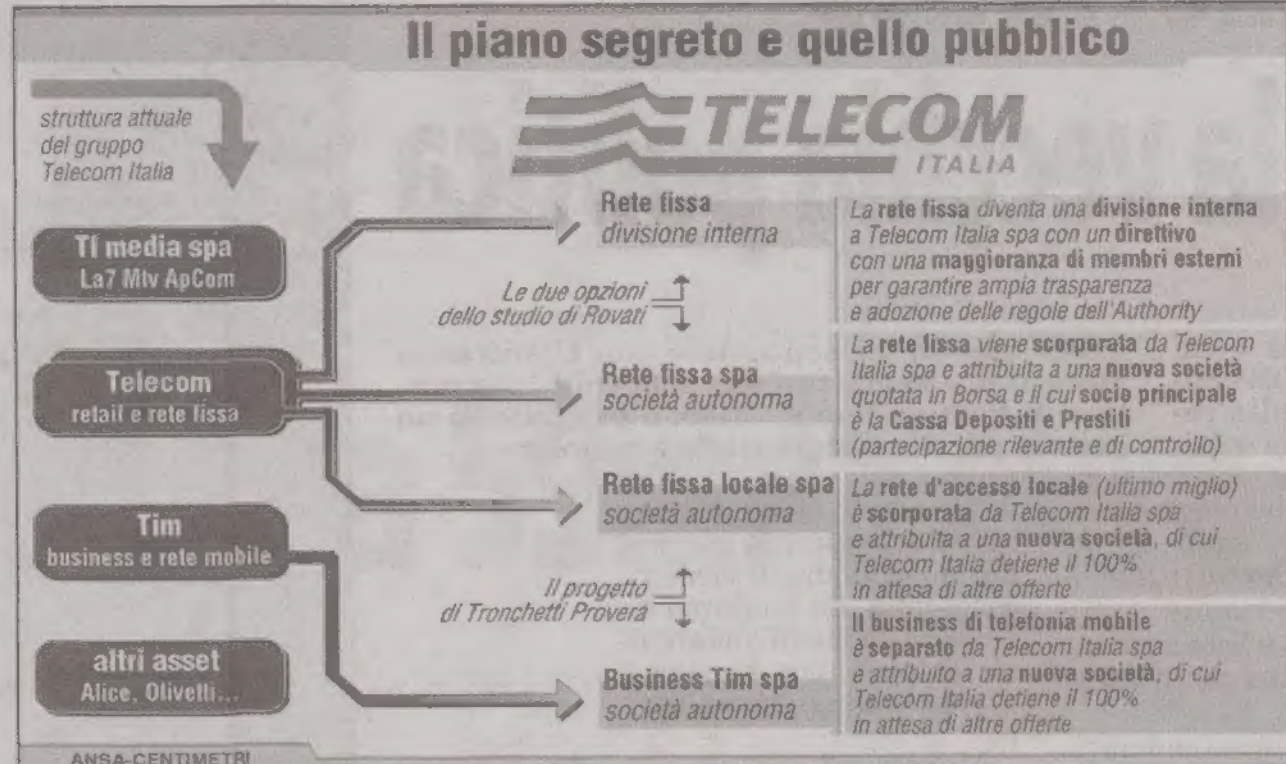 Il piano segreto e quello pubblico
struttura attuale
del gruppo
Telecom Italia
TELECOM
ITALIA
TI media spa
La7 Mtv ApCom
Telecom
retail e rete fissa
Tim
business e rete mobile
altri asset
Alice, Olivetti...
Rete fissa
divisione interna
La rete fissa diventa una divisione interna
a Telecom Italia spa con un direttivo
con una maggioranza di membri esterni
per garantire ampia trasparenza
e adozione delle regole dell'Authority
Le due opzioni
dello studio di Rovati
Rete fissa spa
società autonoma
La rete fissa viene scorporata da Telecom
Italia spa e attribuita a una nuova società
quotata in Borsa e il cui socio principale
è la Cassa Depositi e Prestiti
(partecipazione rilevante e di controllo)
Rete fissa locale spa
società autonoma
La rete d'accesso locale (ultimo miglio)
è scorporata da Telecom Italia spa
e attribuita a una nuova società, di cui
Telecom Italia detiene il 100%
in attesa di altre offerte
Il progetto
di Tronchetti Provera
Business Tim spa
società autonoma
Il business di telefonia mobile
è separato da Telecom Italia spa
e attribuito a una nuova società, di cui
Telecom Italia detiene il 100%
in attesa di altre offerte
ANSA-CENTIMETRI